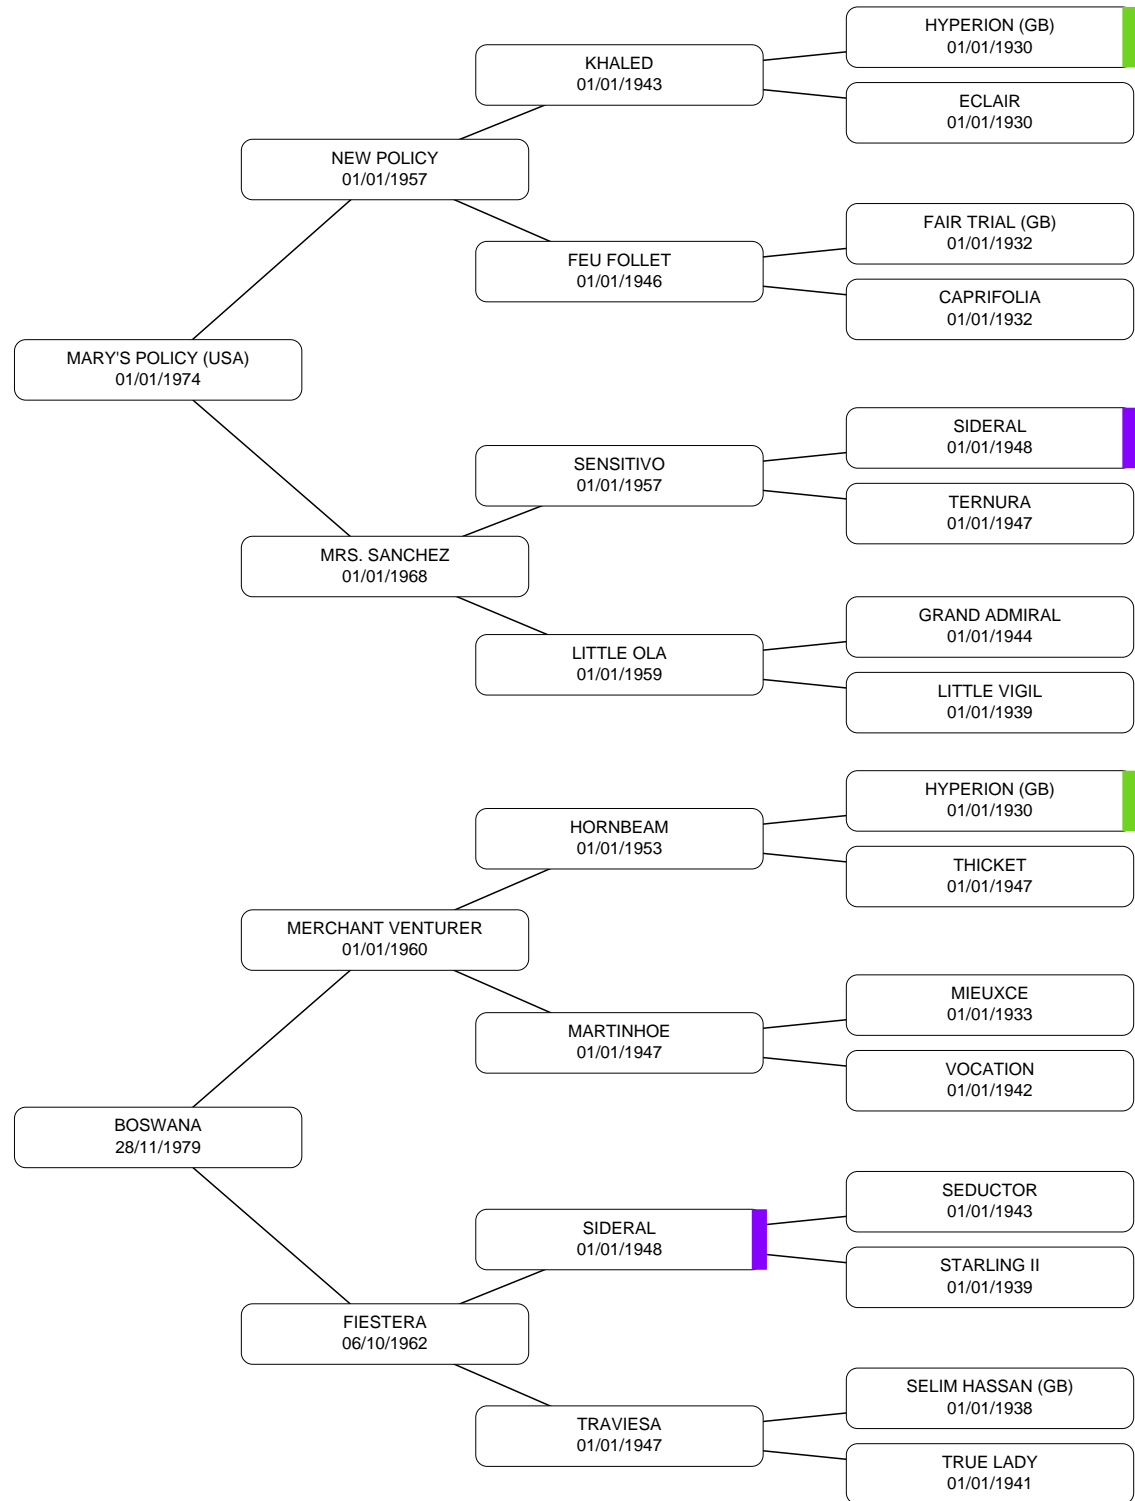 HYPERION (GB)
01/01/1930
KHALED
01/01/1943
ECLAIR
01/01/1930
NEW POLICY
01/01/1957
FAIR TRIAL (GB)
01/01/1932
FEU FOLLET
01/01/1946
CAPRIFOLIA
01/01/1932
MARY'S POLICY (USA)
01/01/1974
SIDERAL
01/01/1948
SENSITIVO
01/01/1957
TERNURA
01/01/1947
MRS. SANCHEZ
01/01/1968
GRAND ADMIRAL
01/01/1944
LITTLE OLA
01/01/1959
LITTLE VIGIL
01/01/1939
HYPERION (GB)
01/01/1930
HORNBEAM
01/01/1953
THICKET
01/01/1947
MERCHANT VENTURER
01/01/1960
MIEUXCE
01/01/1933
MARTINHOE
01/01/1947
VOCATION
01/01/1942
BOSWANA
28/11/1979
SEDUCTOR
01/01/1943
SIDERAL
01/01/1948
STARLING II
01/01/1939
FIESTERA
06/10/1962
SELIM HASSAN (GB)
01/01/1938
TRAVIESA
01/01/1947
TRUE LADY
01/01/1941